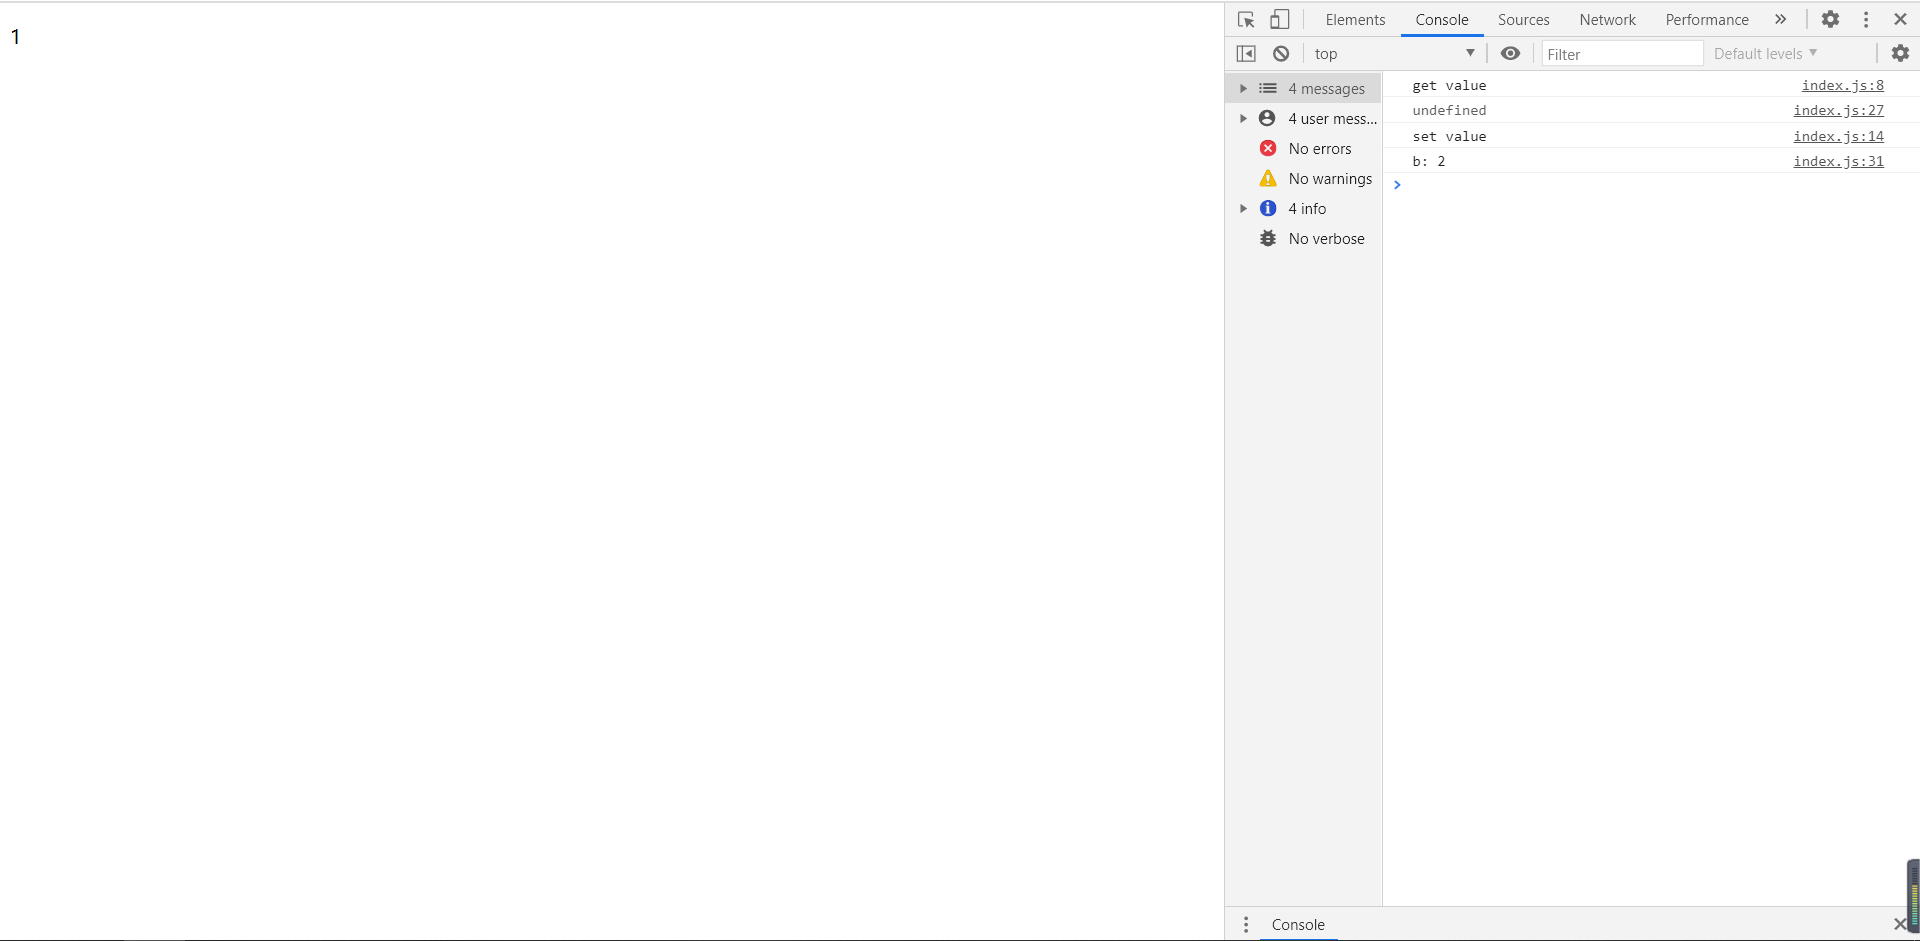 1
Elements Console Sources Network Performance
top Filter Default levels
4 messages
4 user mess...
No errors
No warnings
4 info
No verbose
get value index.js:8
undefined index.js:27
set value index.js:14
b: 2 index.js:31
Console